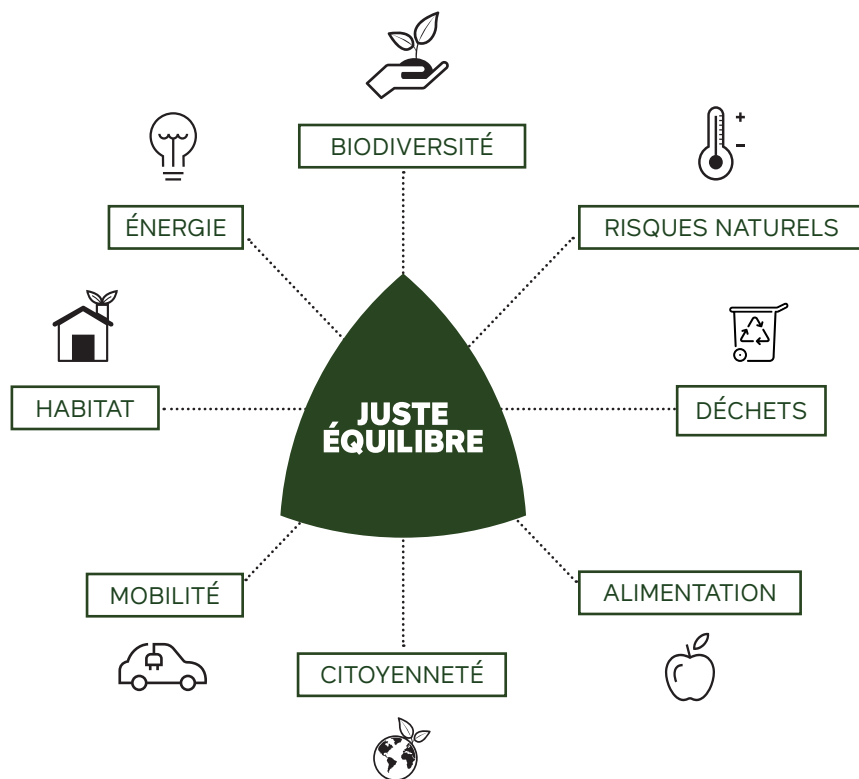 BIODIVERSITÉ
ÉNERGIE
RISQUES NATURELS
HABITAT
JUSTE
ÉQUILIBRE
DÉCHETS
MOBILITÉ
ALIMENTATION
CITOYENNETÉ